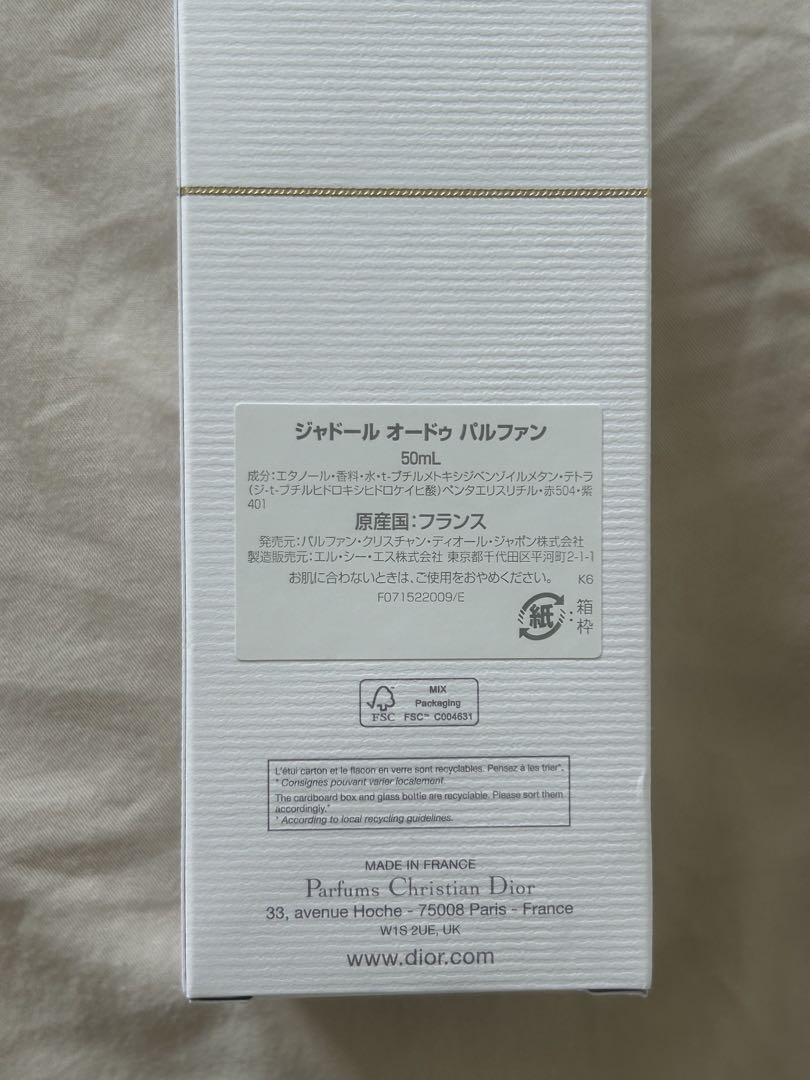 ジャドール オードゥ パルファン
50mL
成分：エタノール・香料・水・t-ブチルメトキシジベンゾイルメタン・テトラ
(ジ-t-ブチルヒドロキシヒドロケイヒ酸)ペンタエリスリチル・赤504・紫
401
原産国：フランス
発売元：パルファン・クリスチャン・ディオール・ジャポン株式会社
製造販売元：エル・シー・エス株式会社 東京都千代田区平河町2-1-1
お肌に合わないときは、ご使用をおやめください。 K6
F071522009/E
紙：箱
枠
FSC
MIX
Packaging
FSC™ C004631
L'étui carton et le flacon en verre sont recyclables. Pensez à les trier*.
* Consignes pouvant varier localement.
The cardboard box and glass bottle are recyclable. Please sort them
accordingly.*
* According to local recycling guidelines.
MADE IN FRANCE
Parfums Christian Dior
33, avenue Hoche - 75008 Paris - France
W1S 2UE, UK
www.dior.com